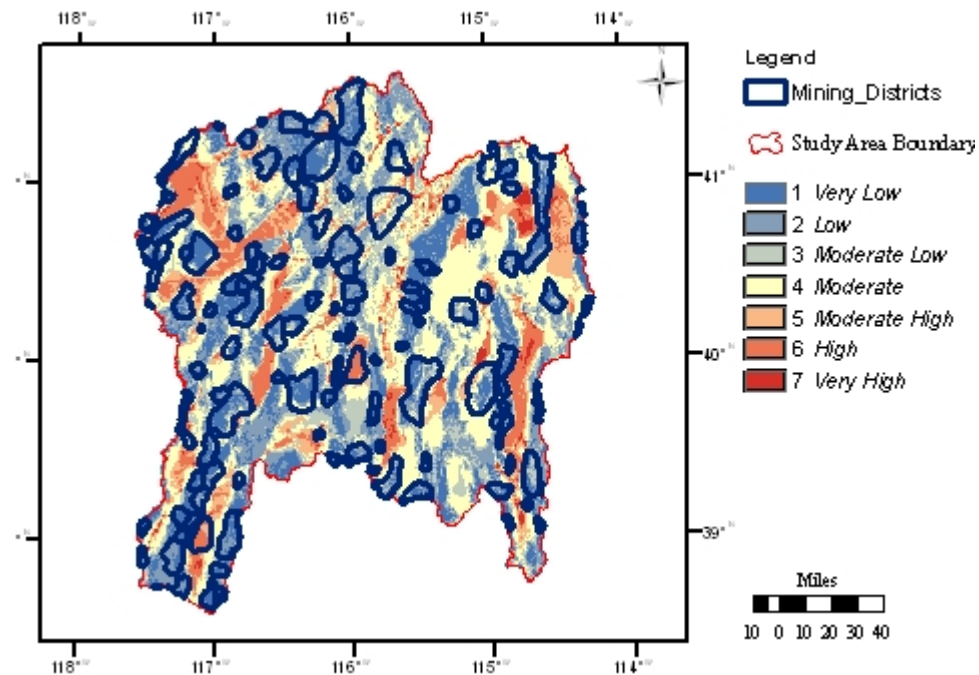 118° 117° 116° 115° 114°
N
41°
40°
39°
118° 117° 116° 115° 114°
Legend
Mining_Districts
Study Area Boundary
1 Very Low
2 Low
3 Moderate Low
4 Moderate
5 Moderate High
6 High
7 Very High
Miles
10 0 10 20 30 40